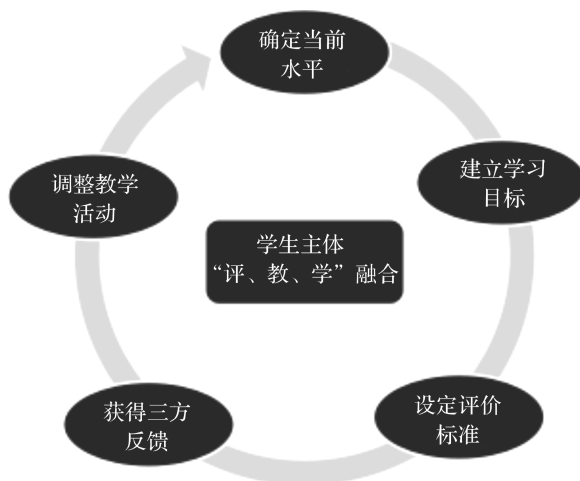 确定当前
水平
建立学习
目标
设定评价
标准
获得三方
反馈
调整教学
活动
学生主体
“评、教、学”融合